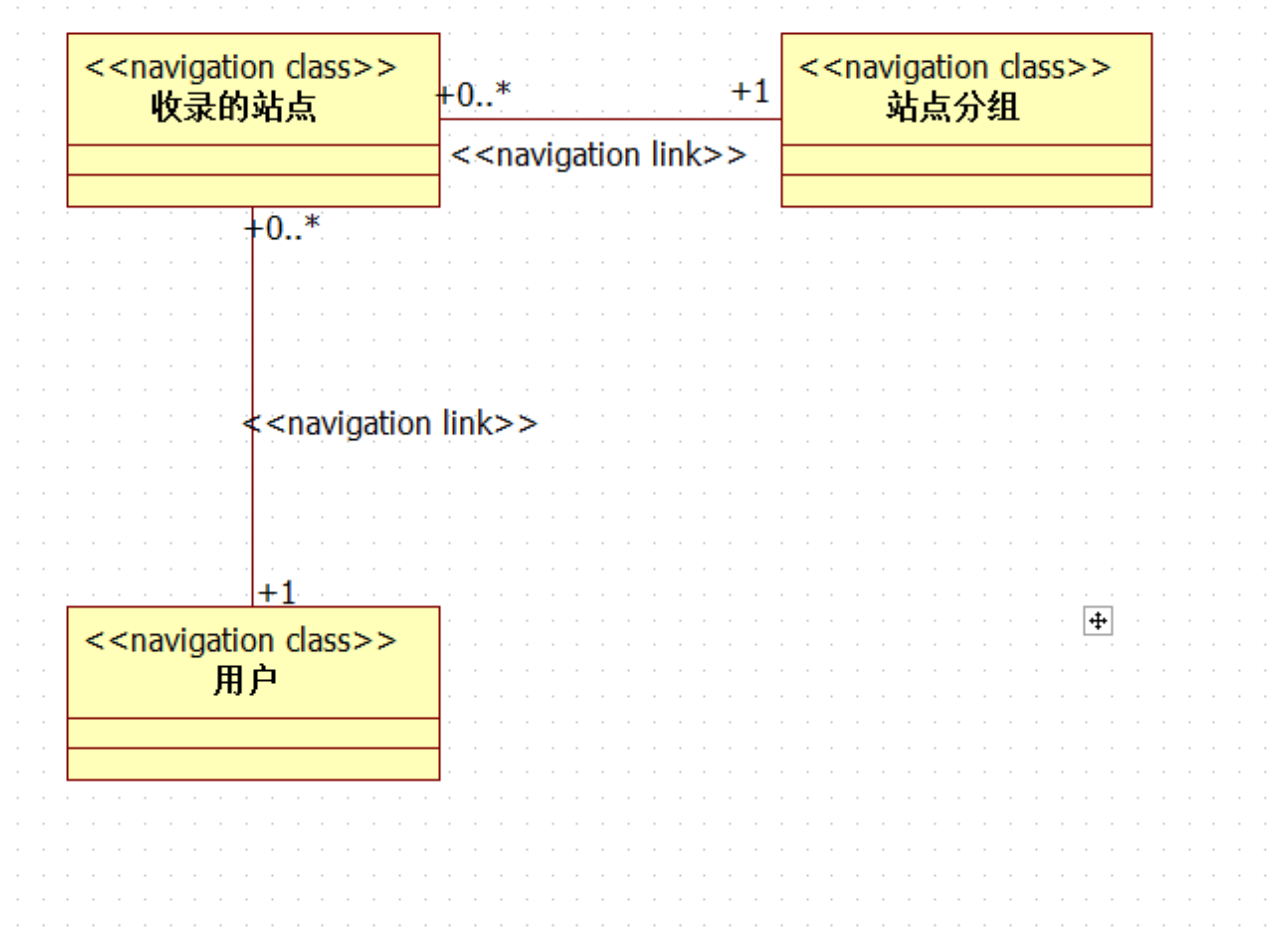 <<navigation class>>
收录的站点
+0..*
+1
<<navigation class>>
站点分组
<<navigation link>>
+0..*
<<navigation link>>
+1
<<navigation class>>
用户